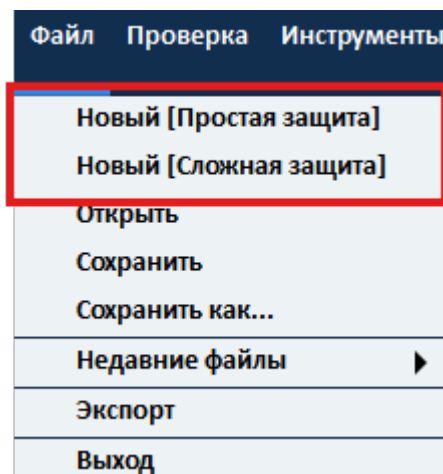 Файл Проверка Инструменты
Новый [Простая защита]
Новый [Сложная защита]
Открыть
Сохранить
Сохранить как...
Недавние файлы
Экспорт
Выход